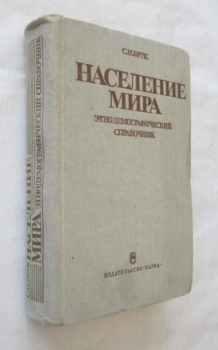 С.И.БРУК
НАСЕЛЕНИЕ
МИРА
ЭТНОДЕМОГРАФИЧЕСКИЙ
СПРАВОЧНИК
ИЗДАТЕЛЬСТВО «НАУКА»
НАСЕЛЕНИЕ
МИРА
ЭТНОДЕМОГРАФИЧЕСКИЙ СПРАВОЧНИК